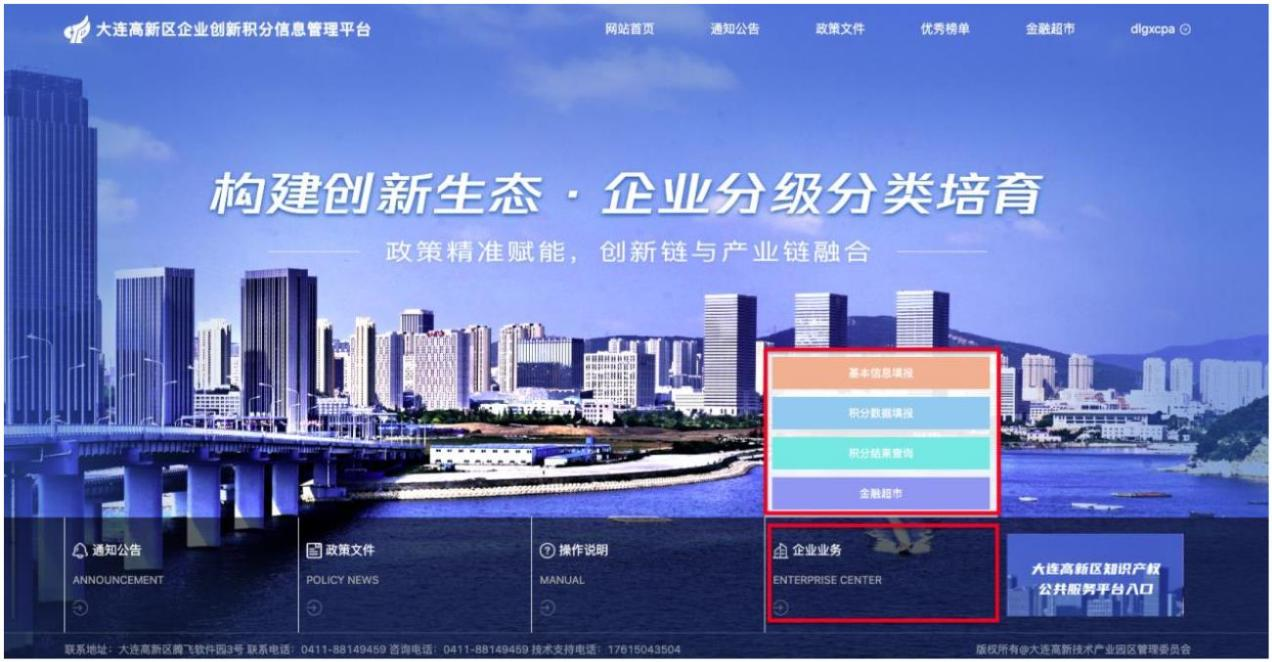 大连高新区企业创新积分信息管理平台
网站首页 通知公告 政策文件 优秀榜单 金融超市 dlgxcpa
构建创新生态 · 企业分级分类培育
政策精准赋能，创新链与产业链融合
基本信息填报
积分数据填报
积分结果查询
金融超市
通知公告
ANNOUNCEMENT
政策文件
POLICY NEWS
操作说明
MANUAL
企业业务
ENTERPRISE CENTER
大连高新区知识产权
公共服务平台入口
联系地址：大连高新区腾飞软件园3号 联系电话：0411-88149459 咨询电话：0411-88149459 技术支持电话：17615043504
版权所有@大连高新技术产业园区管理委员会